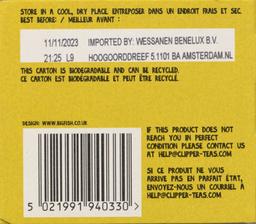 STORE IN A COOL, DRY PLACE. ENTREPOSER DANS UN ENDROIT FRAIS ET SEC.
BEST BEFORE: / MEILLEUR AVANT :
11/11/2023 IMPORTED BY: WESSANEN BENELUX B.V.
21:25 L9 HOOGOORDDREEF 5.1101 BA AMSTERDAM.NL
THIS CARTON IS BIODEGRADABLE AND CAN BE RECYCLED.
CE CARTON EST BIODÉGRADABLE ET PEUT ÊTRE RECYCLÉ.
DESIGN: WWW.BIGFISH.CO.UK
IF THIS PRODUCT DOES
NOT REACH YOU IN PERFECT
CONDITION PLEASE CONTACT US
AT HELP@CLIPPER-TEAS.COM
SI CE PRODUIT NE VOUS
ARRIVE PAS EN PARFAIT ÉTAT,
ENVOYEZ-NOUS UN COURRIEL À
HELP@CLIPPER-TEAS.COM
5 021991 940330 >